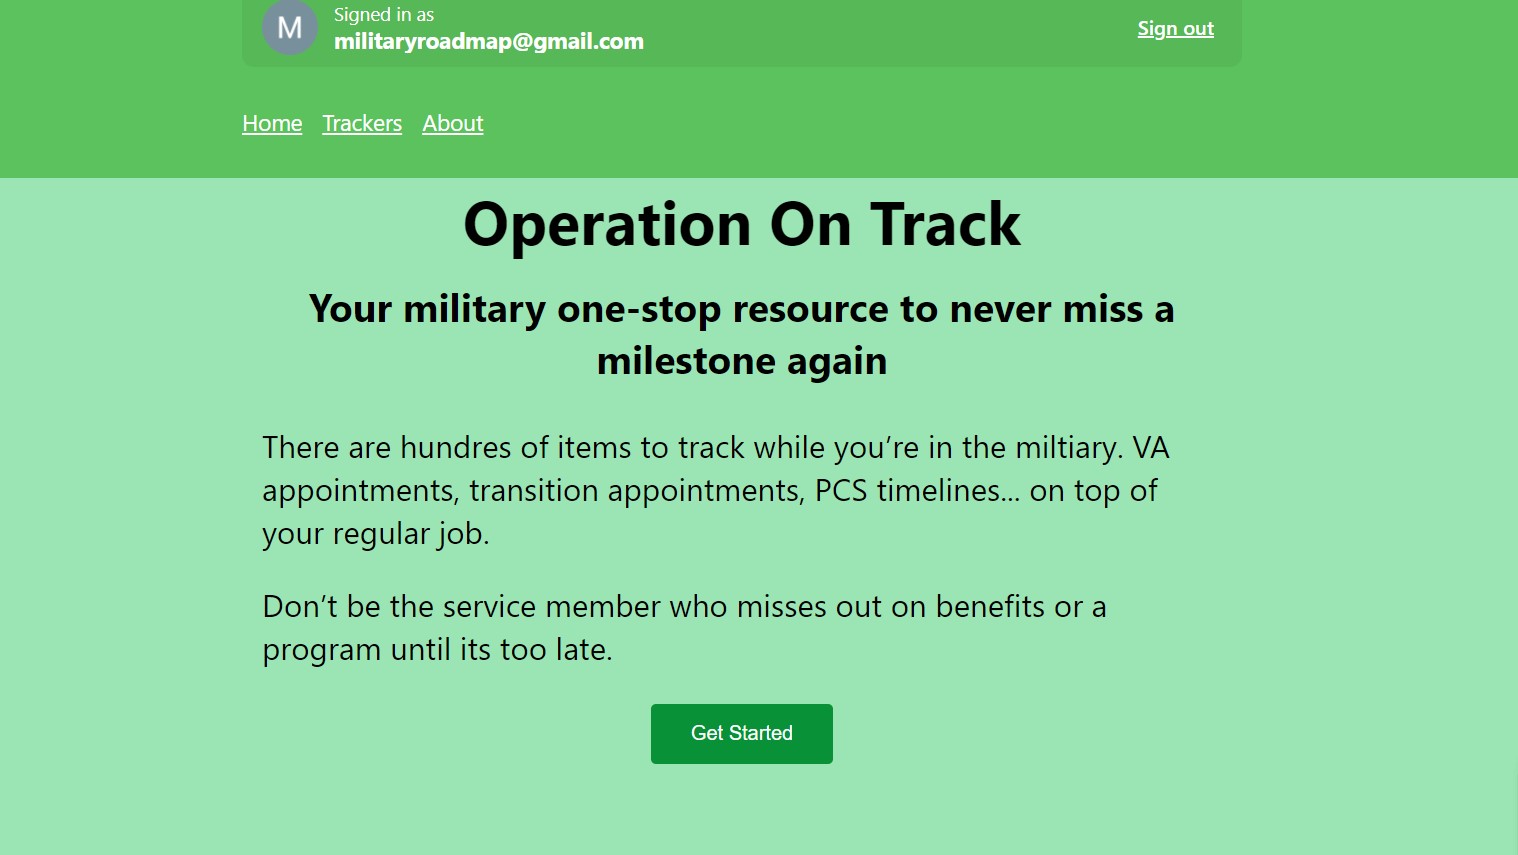 M
Signed in as
militaryroadmap@gmail.com
Sign out
Home Trackers About
Operation On Track
Your military one-stop resource to never miss a
milestone again
There are hundres of items to track while you’re in the miltiary. VA
appointments, transition appointments, PCS timelines… on top of
your regular job.
Don’t be the service member who misses out on benefits or a
program until its too late.
Get Started